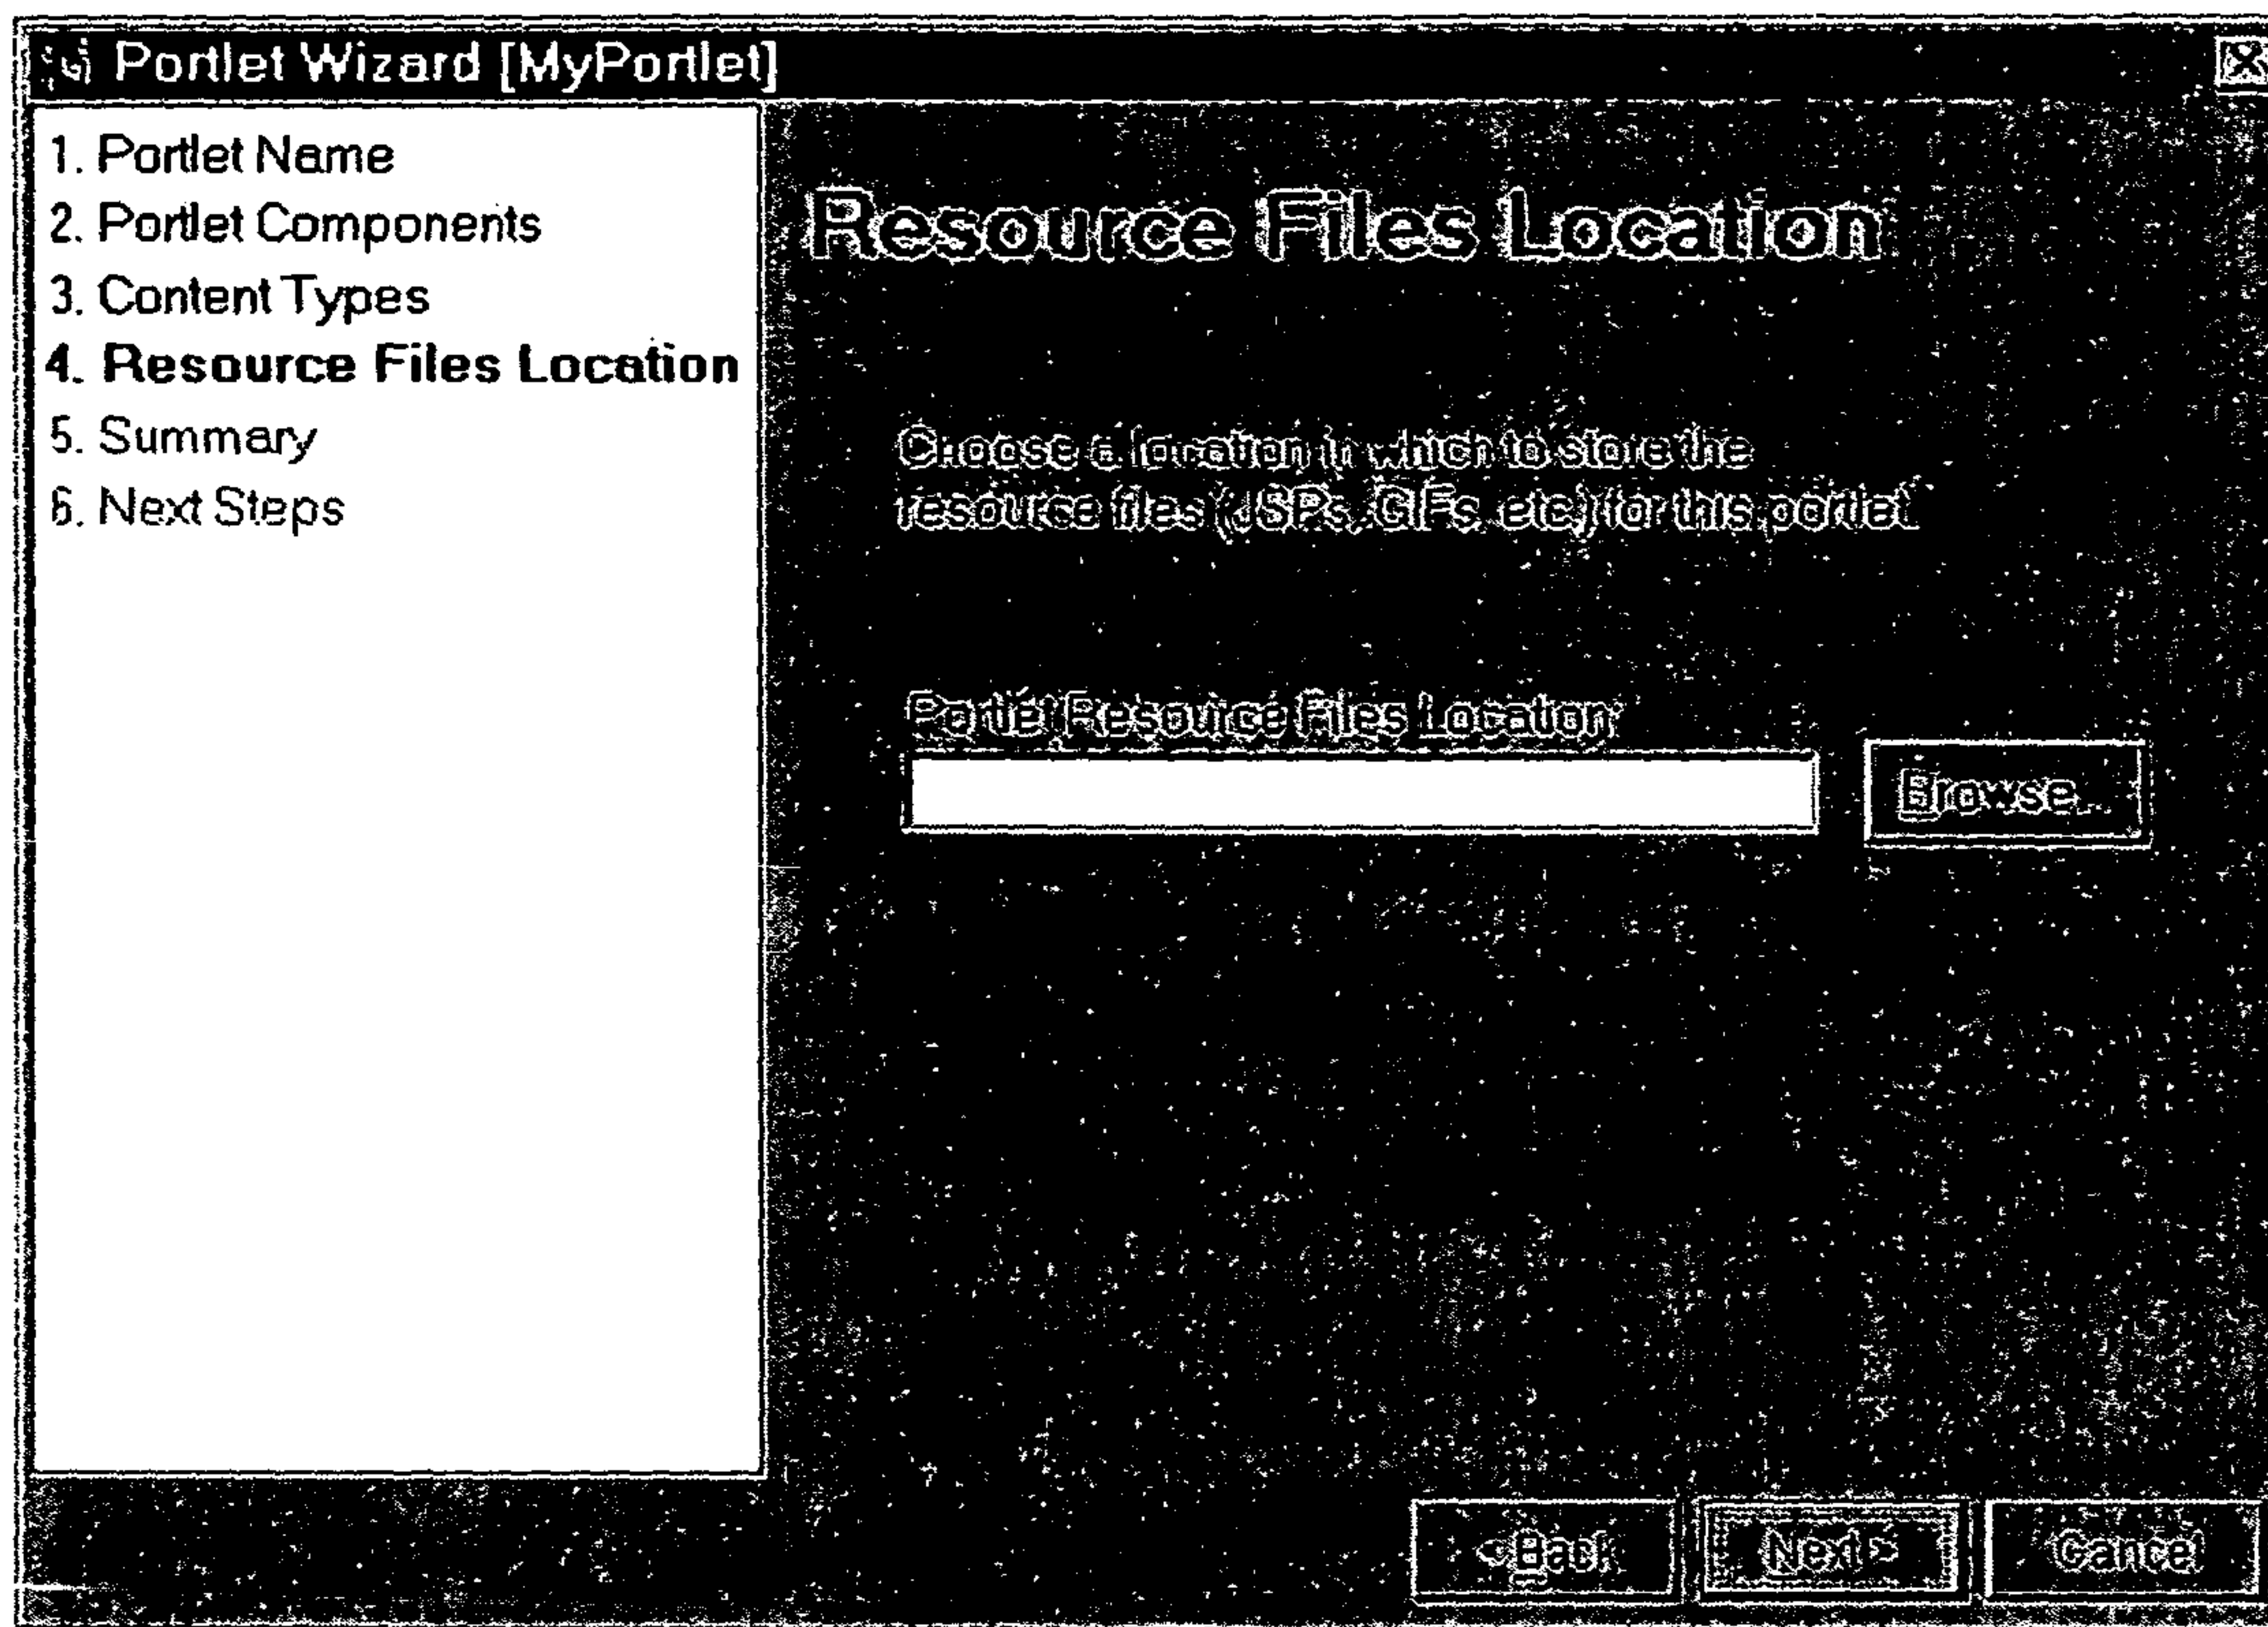 Portlet Wizard [MyPortlet]
1. Portlet Name
2. Portlet Components
3. Content Types
4. Resource Files Location
5. Summary
6. Next Steps
Resource Files Location
Choose a location in which to store the
resource files (JSPs, GIFs, etc.) for this portlet.
Portlet Resource Files Location
Browse...
< Back
Next >
Cancel